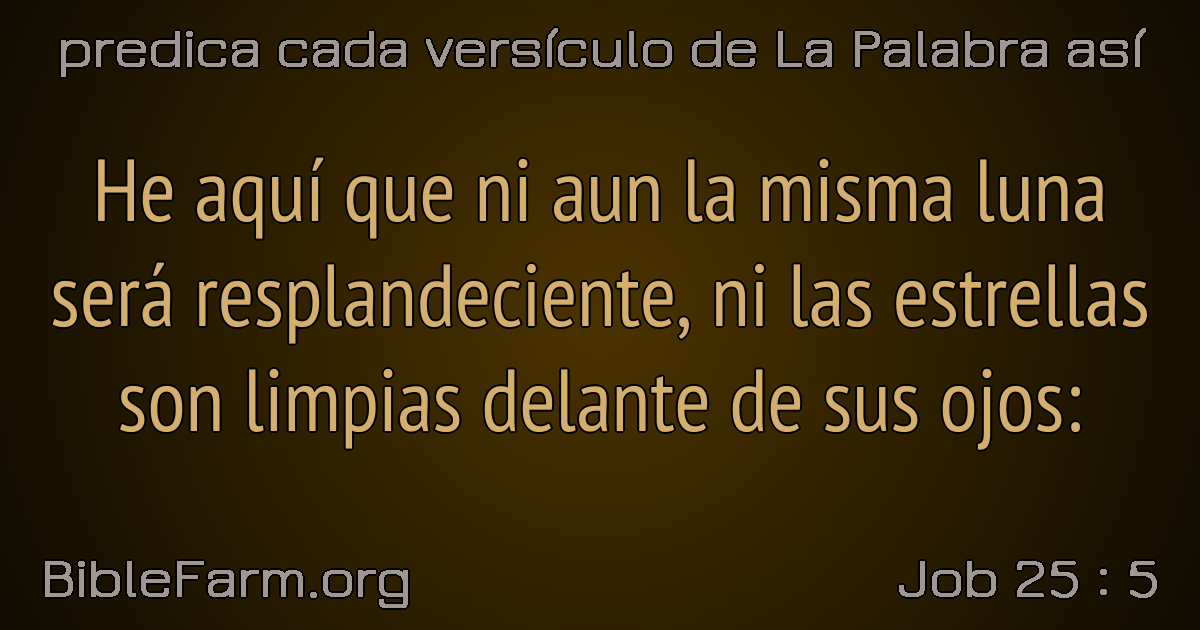 predica cada versículo de La Palabra así
He aquí que ni aun la misma luna
será resplandeciente, ni las estrellas
son limpias delante de sus ojos:
BibleFarm.org
Job 25 : 5